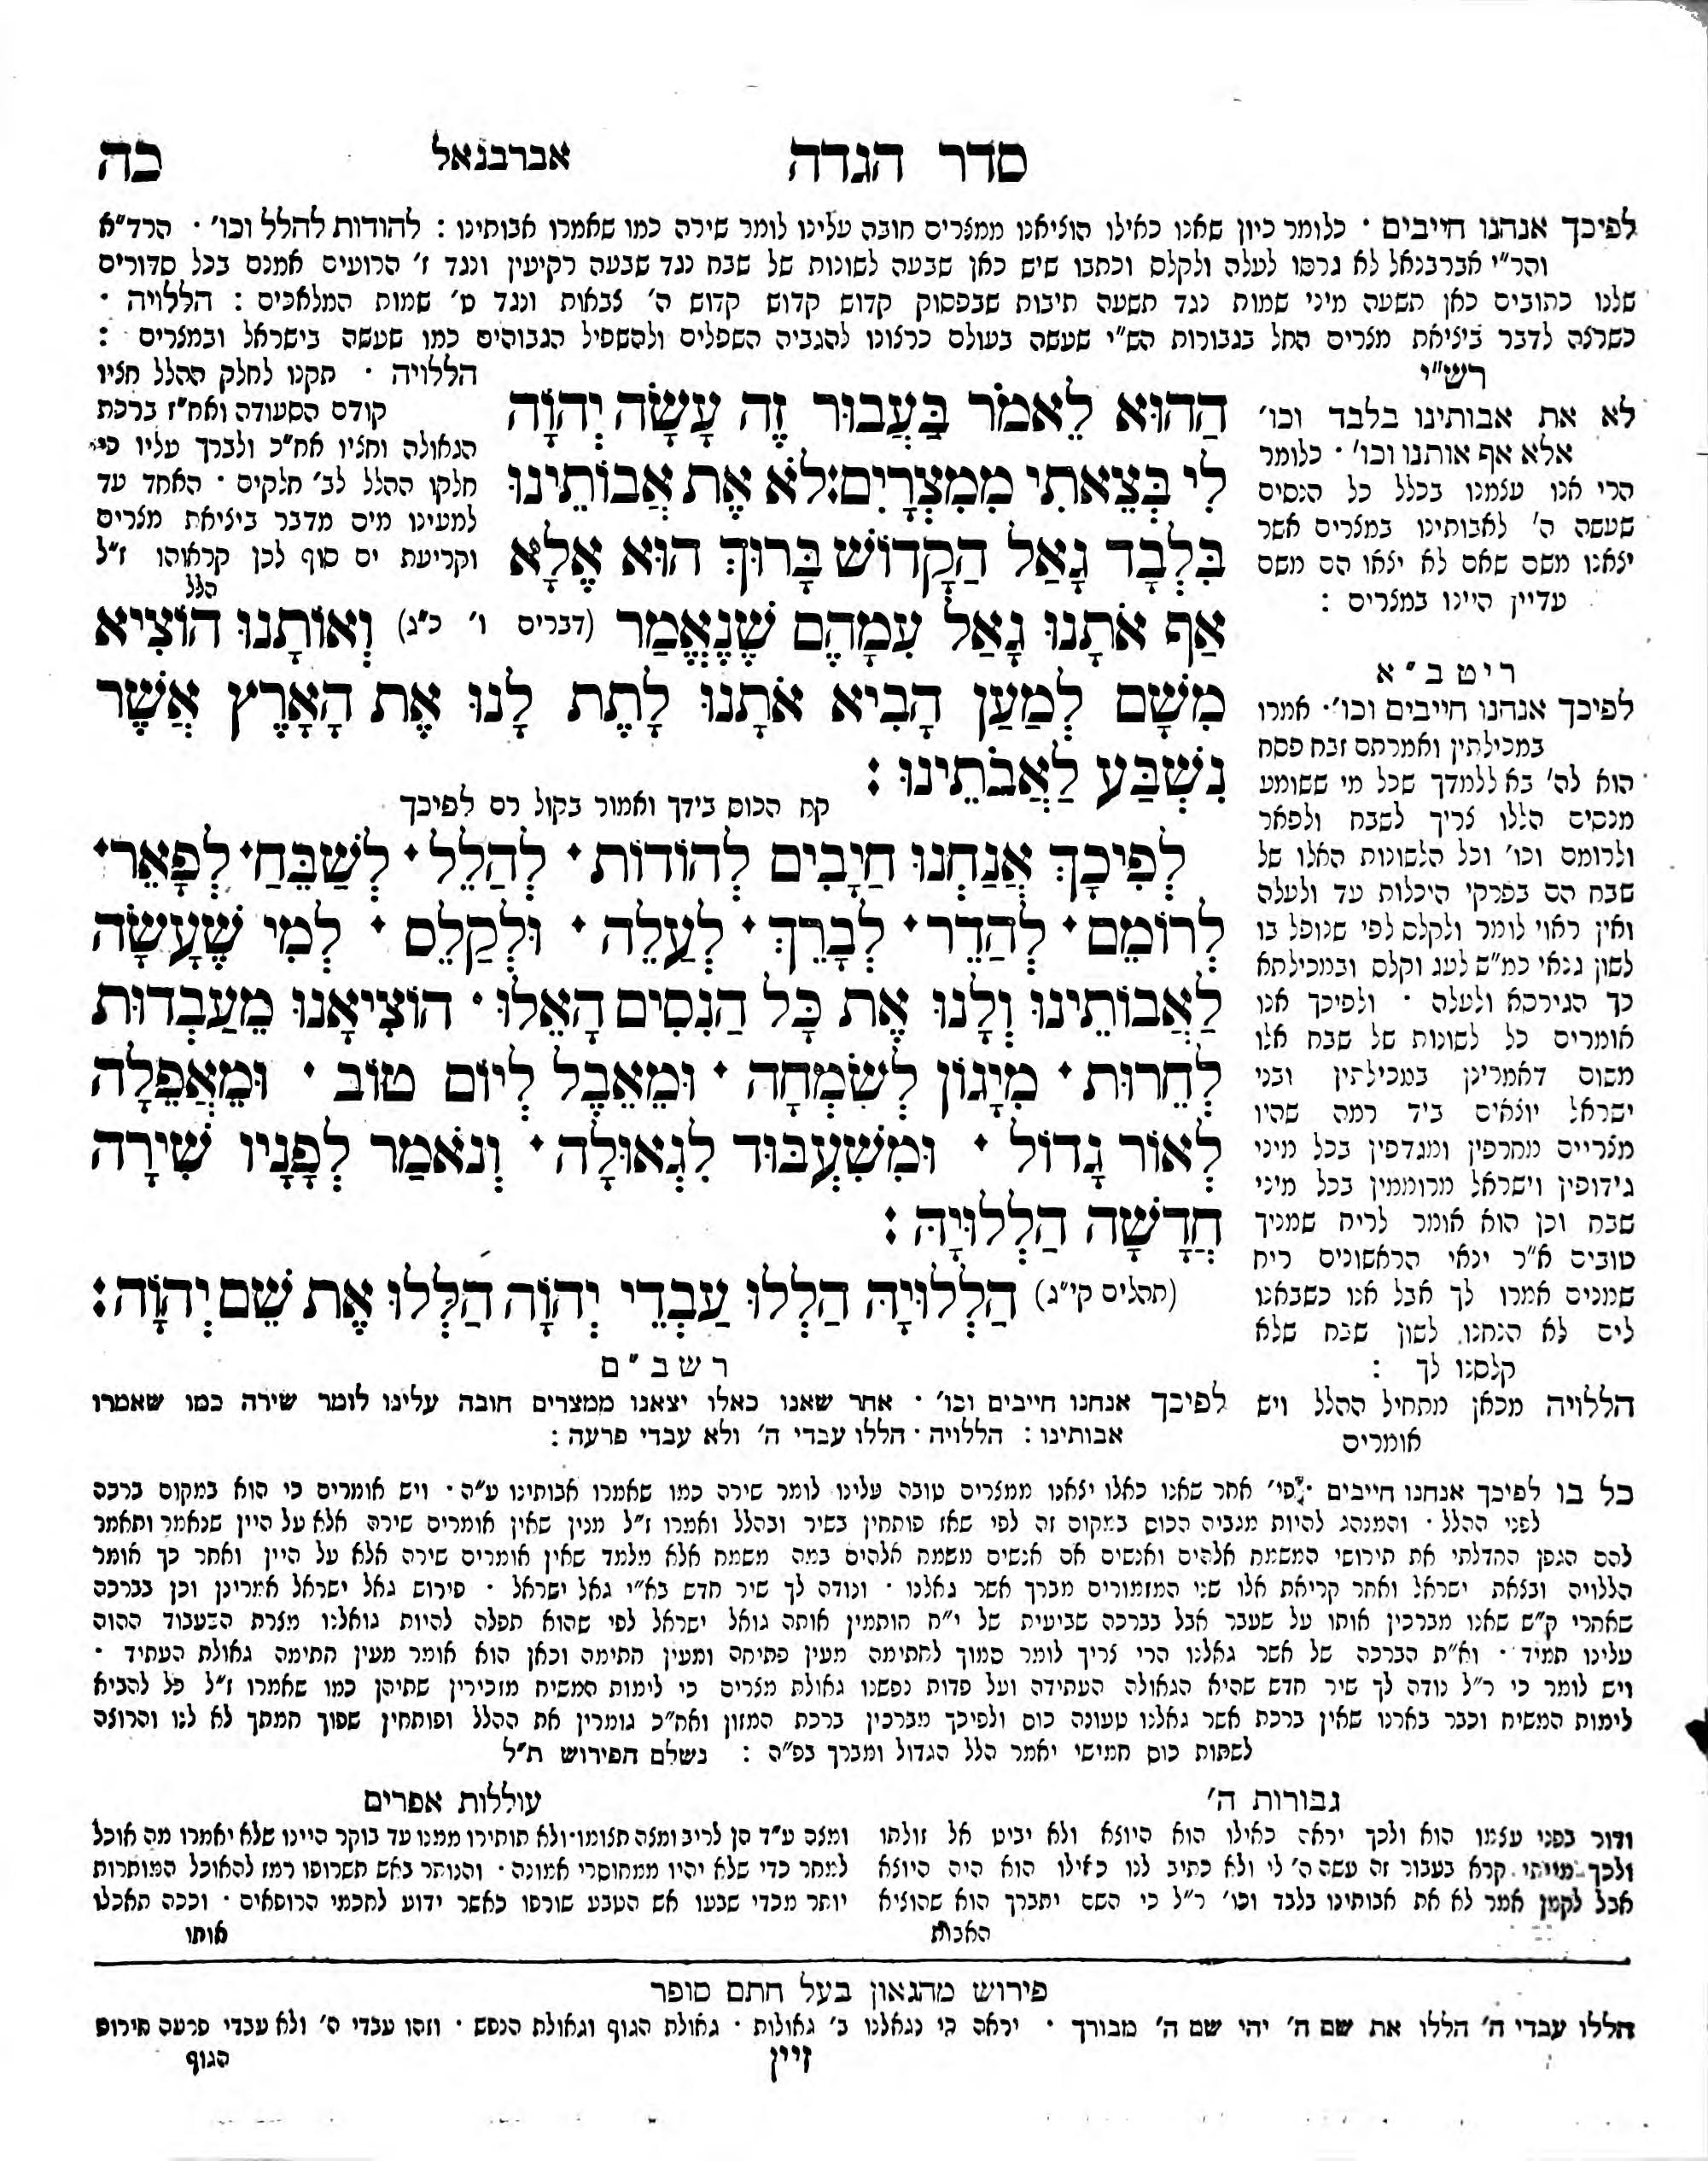 סדר הגדה אברבנאל כה
לפיכך אנהנו חייבים · כלומר כיון שאנו כאילו הוציאנו ממצרים חובה עלינו לומר שירה כמו שאמרו אבותינו : להודות להלל וכו' · הרד"א
והר"י אברבנאל לא גרסו לעלה ולקלס וכתבו שיש כאן שבעה לשונות של שבח נגד שבעה רקיעין ונגד ז' הרועים אמנם בכל סדורים
שלנו כתובים כאן תשעה מיני שמות נגד תשעה תיבות שבפסוק קדוש קדוש קדוש ה' צבאות ונגד ט' שמות המלאכים : הללויה ·
כשרצה לדבר ביציאת מצרים החל בגבורות הש"י שעשה בעולם כרצונו להגביה השפלים ולהשפיל הגבוהים כמו שעשה בישראל ובמצרים :
רש"י
לא את אבותינו בלבד וכו'
אלא אף אותנו וכו' · כלומר
הרי אנו עצמנו בכלל כל הנסים
שעשה ה' לאבותינו במצרים אשר
יצאנו משם שאם לא יצאו הם משם
עדיין היינו במצרים :
ריטב"א
לפיכך אנהנו חייבים וכו' · אמרו
במכילתין ואמרתם זבח פסח
הוא לה' בא ללמדך שכל מי ששומע
מנסים הללו צריך לשבח ולפאר
ולרומם וכו' וכל הלשונות האלו של
שבח הם בפרקי היכלות עד ולעלה
ואין ראוי לומר ולקלס לפי שנופל בו
לשון גנאי כמ"ש לעג וקלס ובמכילתא
כך הגירסא ולעלה · ולפיכך אנו
אומרים כל לשונות של שבח אלו
משום דאמרינן במכילתין ובני
ישראל יוצאים ביד רמה שהיו
מצריים מחרפין ומגדפין בכל מיני
גידופין וישראל מרוממין בכל מיני
שבח וכן הוא אומר לריח שמניך
טובים א"ר ינאי הראשונים ריח
שמנים אמרו לך אבל אנו כשבאנו
לים לא הנחנו לשון שבח שלא
קלסנו לך :
הללויה מכאן מתחיל ההלל ויש
אומרים
הללויה · תקנו לחלק ההלל חציו
קודם הסעודה ואח"ז ברכת
הגאולה וחציו אח"כ ולברך עליו כי
חלקו ההלל לב' חלקים · האחד עד
למעינו מים מדבר ביציאת מצרים
וקריעת ים סוף לכן קראוהו ז"ל
הלל
הַהוּא לֵאמֹר בַּעֲבוּר זֶה עָשָׂה יְהוָֹה
לִי בְּצֵאתִי מִמִּצְרָיִם: לֹא אֶת אֲבוֹתֵינוּ
בִּלְבָד גָאַל הַקָדוֹשׁ בָּרוּךְ הוּא אֶלָּא
אַף אֹתָנוּ גָאַל עִמָהֶם שֶׁנֶאֱמַר (דברים ו' כ"ג) וְאוֹתָנוּ הוֹצִיא
מִשָּׁם לְמַעַן הָבִיא אֹתָנוּ לָתֶת לָנוּ אֶת הָאָרֶץ אֲשֶׁר
נִשְׁבַּע לַאֲבֹתֵינוּ :
קח הכוס בידך ואמור בקול רם לפיכך
לְפִיכָךְ אֲנַחְנוּ חַיָבִים לְהוֹדוֹת · לְהַלֵל · לְשַׁבֵּחַ · לְפָאֵר ·
לְרוֹמֵם · לְהַדֵר · לְבָרֵךְ · לְעַלֵה · וּלְקַלֵס · לְמִי שֶׁעָשָׂה
לַאֲבוֹתֵינוּ וְלָנוּ אֶת כָּל הַנִסִים הָאֵלוּ · הוֹצִיאָנוּ מֵעַבְדוּת
לְחֵרוּת · מִיָגוֹן לְשִׂמְחָה · וּמֵאֵבֶל לְיוֹם טוֹב · וּמֵאֲפֵלָה
לְאוֹר גָדוֹל · וּמִשִׁעְבּוּד לִגְאוּלָה · וְנֹאמַר לְפָנָיו שִׁירָה
חֲדָשָׁה הַלְלוּיָהּ :
(תהלים קי"ג) הַלְלוּיָהּ הַלְלוּ עַבְדֵי יְהוָֹה הַלְלוּ אֶת שֵׁם יְהוָֹה :
רשב"ם
לפיכך אנחנו חייבים וכו' · אחר שאנו כאלו יצאנו ממצרים חובה עלינו לומר שירה כמו שאמרו
אבותינו : הללויה · הללו עבדי ה' ולא עבדי פרעה :
כל בו לפיכך אנחנו חייבים · פי' אחר שאנו כאלו יצאנו ממצרים טובה עלינו לומר שירה כמו שאמרו אבותינו ע"ה · ויש אומרים כי הוא במקום ברכה
לפני ההלל · והמנהג להיות מגביה הכוס במקום זה לפי שאז פותחין בשיר ובהלל ואמרו ז"ל מנין שאין אומרים שירה אלא על היין שנאמר ותאמר
להם הגפן החדלתי את תירושי המשמח אלהים ואנשים אם אנשים משמח אלהים במה משמח אלא מלמד שאין אומרים שירה אלא על היין ואחר כך אומר
הללויה ובצאת ישראל ואחר קריאת אלו שני המזמורים מברך אשר גאלנו · ונודה לך שיר חדש בא"י גאל ישראל · פירוש גאל ישראל אמרינן וכן בברכה
שאחרי ק"ש שאנו מברכין אותו על שעבר אבל בברכה שביעית של י"ח חותמין אותה גואל ישראל לפי שהוא תפלה להיות גואלנו מצרת השעבוד ההוה
עלינו תמיד · וא"ת הברכה של אשר גאלנו הרי צריך לומר סמוך לחתימה מעין פתיחה ומעין חתימה וכאן הוא אומר מעין חתימה גאולת העתיד ·
ויש לומר כי ר"ל נודה לך שיר חדש שהיא הגאולה העתידה ועל פדות נפשנו גאולת מצרים כי לימות המשיח מזכירין שתיהן כמו שאמרו ז"ל כל להביא
לימות המשיח וכבר בארנו שאין ברכת אשר גאלנו טעונה כוס ולפיכך מברכין ברכת המזון ואח"כ גומרין את ההלל ופותחין שפוך חמתך לא לנו והרוצה
לשתות כוס חמישי יאמר הלל הגדול ומברך בפ"ה : נשלם הפירוש ת"ל
גבורות ה'
ודור בפני עצמו הוא ולכך יראה כאילו הוא היוצא ולא יביט אל זולתו
ולכך מייתי קרא בעבור זה עשה ה' לי ולא כתיב לנו כאילו הוא היה היוצא
אבל לקמן אמר לא את אבותינו בלבד וכו' ר"ל כי השם יתברך הוא שהוציא
האבות
עוללות אפרים
ומצה ע"ד הן לריב ומצה תצומו · ולא תותירו ממנו עד בוקר היינו שלא יאמרו מה אוכל
למחר כדי שלא יהיו ממחוסרי אמונה · והנותר באש תשרופו רמז להאוכל המותרות
יותר מכדי שבעו אש הטבע שורפו כאשר ידוע לחכמי הרופאים · וככה תאכלו
אותו
פירוש מהגאון בעל חתם סופר
הללו עבדי ה' הללו את שם ה' יהי שם ה' מבורך · יראה כי נגאלנו ב' גאולות · גאולת הגוף וגאולת הנפש · וזהו עבדי ה' ולא עבדי פרעה חירות
זיין הגוף